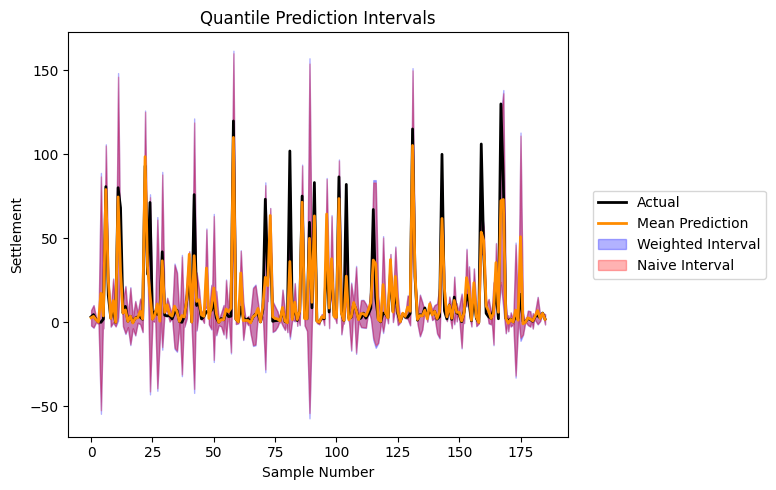 Quantile Prediction Intervals
Settlement
150
100
50
0
−50
0
25
50
75
100
125
150
175
Sample Number
Actual
Mean Prediction
Weighted Interval
Naive Interval